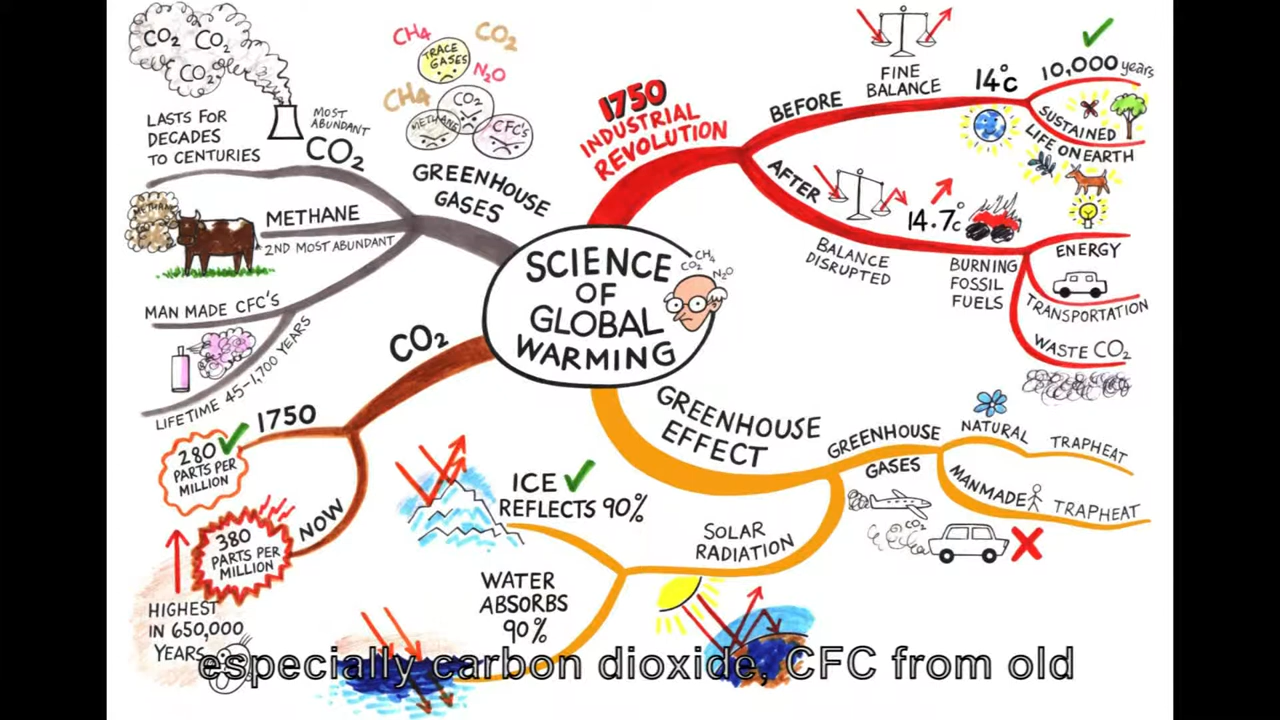 SCIENCE
OF
GLOBAL
WARMING
CH4
CO2
N2O
1750
INDUSTRIAL
REVOLUTION
BEFORE
FINE
BALANCE
14°c
10,000 years
SUSTAINED
LIFE ON EARTH
AFTER
BALANCE
DISRUPTED
14.7°c
BURNING
FOSSIL
FUELS
ENERGY
TRANSPORTATION
WASTE CO2
GREENHOUSE
EFFECT
GREENHOUSE
GASES
NATURAL
TRAPHEAT
MANMADE
TRAPHEAT
CO2
SOLAR
RADIATION
ICE
REFLECTS 90%
WATER
ABSORBS
90%
CO2
1750
280
PARTS PER
MILLION
NOW
380
PARTS PER
MILLION
HIGHEST
IN 650,000
YEARS
GREENHOUSE
GASES
CH4
CO2
TRACE
GASES
N2O
CH4
CO2
METHANE
CFC's
CO2
MOST
ABUNDANT
CO2
CO2
CO2
LASTS FOR
DECADES
TO CENTURIES
METHANE
2ND MOST ABUNDANT
METHANE
MAN MADE CFC'S
LIFETIME 45-1,700 YEARS
especially carbon dioxide, CFC from old